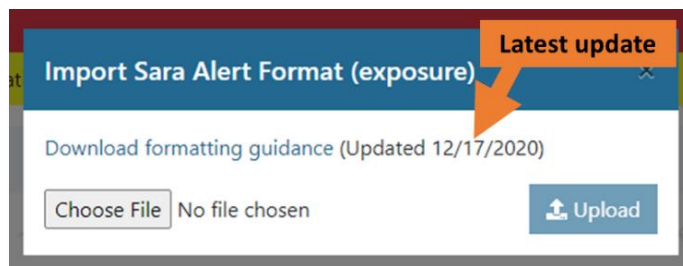 Latest update
at
Import Sara Alert Format (exposure)
×
Download formatting guidance (Updated 12/17/2020)
Choose File No file chosen
Upload